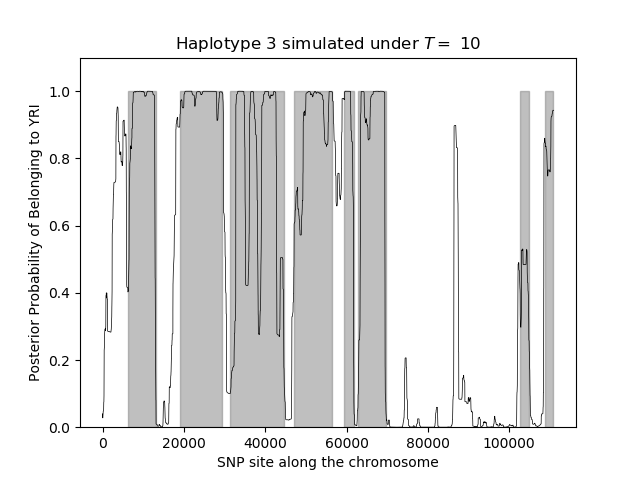 Haplotype 3 simulated under T = 10
Posterior Probability of Belonging to YRI
1.0
0.8
0.6
0.4
0.2
0.0
0 20000 40000 60000 80000 100000
SNP site along the chromosome